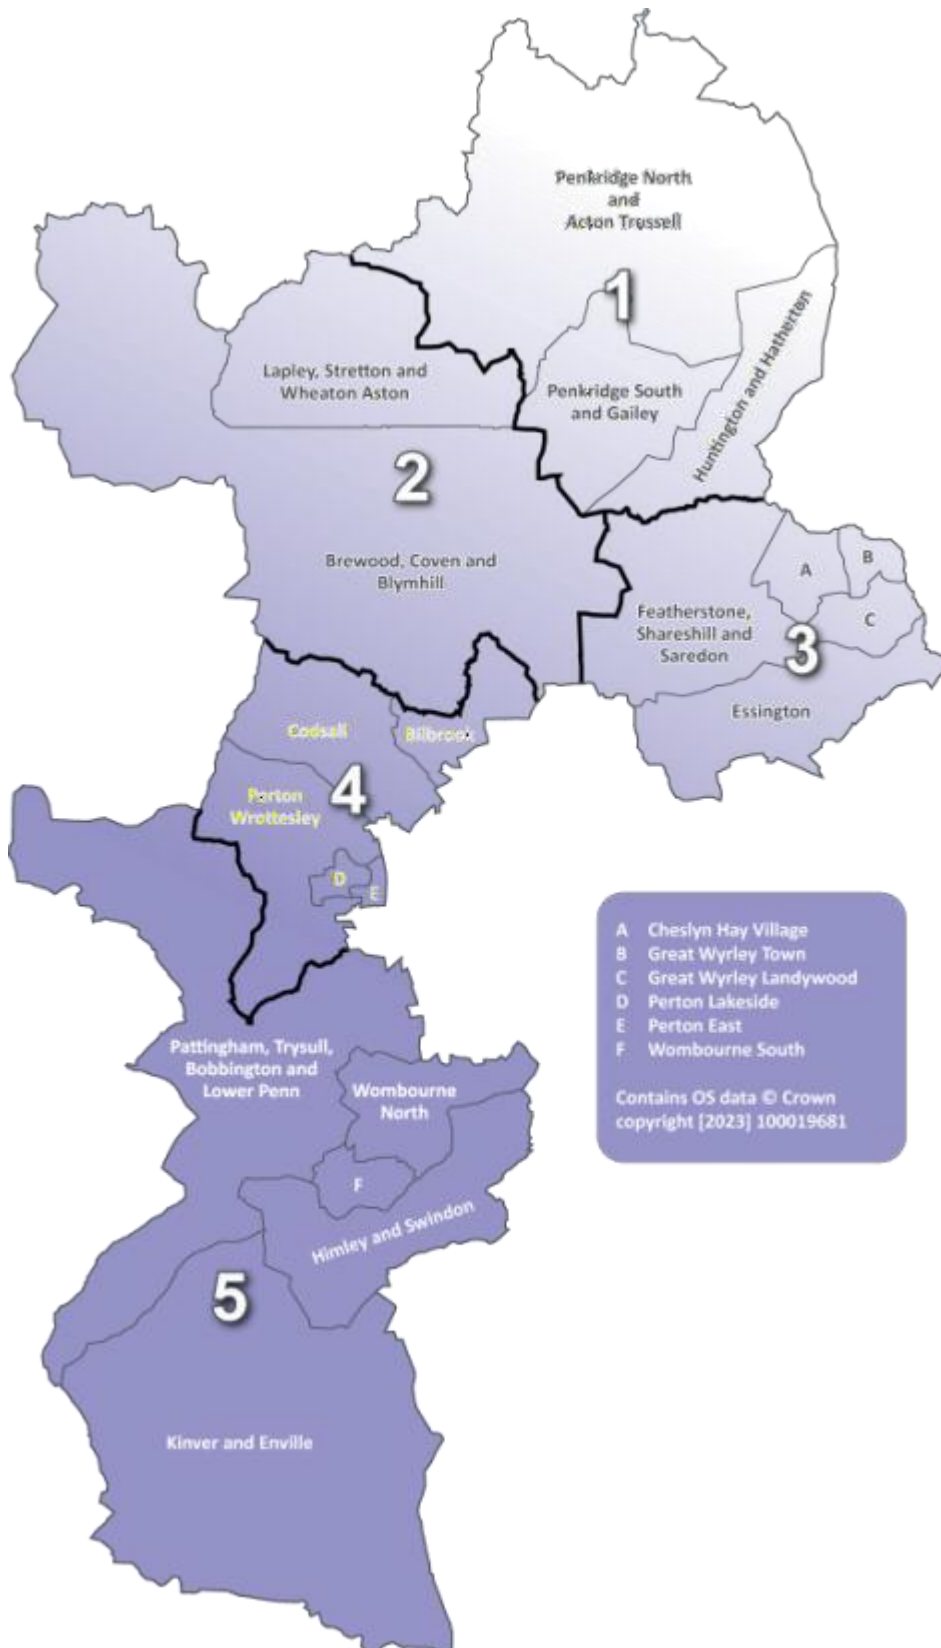 Penkridge North
and
Acton Trussell
1
Huntington and Hatherton
Penkridge South
and Gailey
Lapley, Stretton and
Wheaton Aston
2
Brewood, Coven and
Blymhill
A
B
C
Featherstone,
Shareshill and
Saredon
3
Essington
Codsall
Bilbrook
4
Perton
Wrottesley
D
E
A Cheslyn Hay Village
B Great Wyrley Town
C Great Wyrley Landywood
D Perton Lakeside
E Perton East
F Wombourne South
Contains OS data © Crown
copyright [2023] 100019681
Pattingham, Trysull,
Bobbington and
Lower Penn
Wombourne
North
F
Himley and Swindon
5
Kinver and Enville